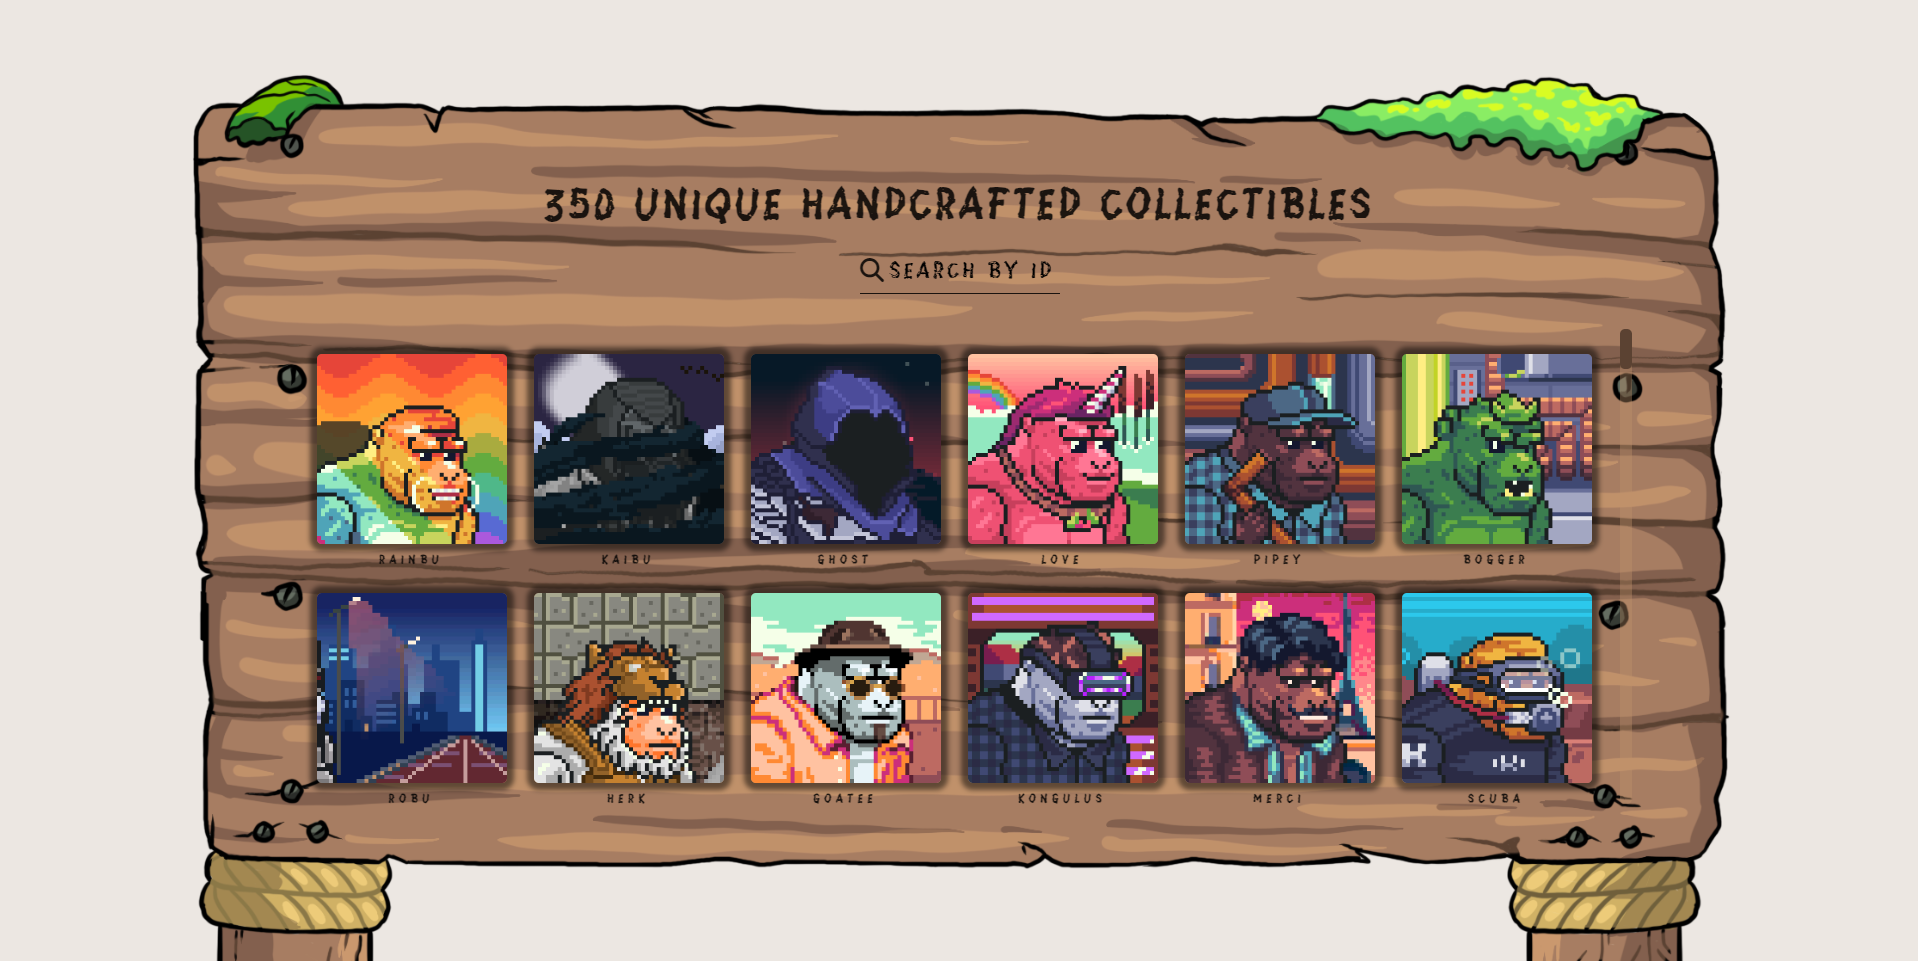 350 UNIQUE HANDCRAFTED COLLECTIBLES
SEARCH BY ID
RAINBU KAIBU GHOST LOVE PIPEY BOGGER
K ·K·
ROBU HERK GOATEE KONGULUS MERCI SCUBA